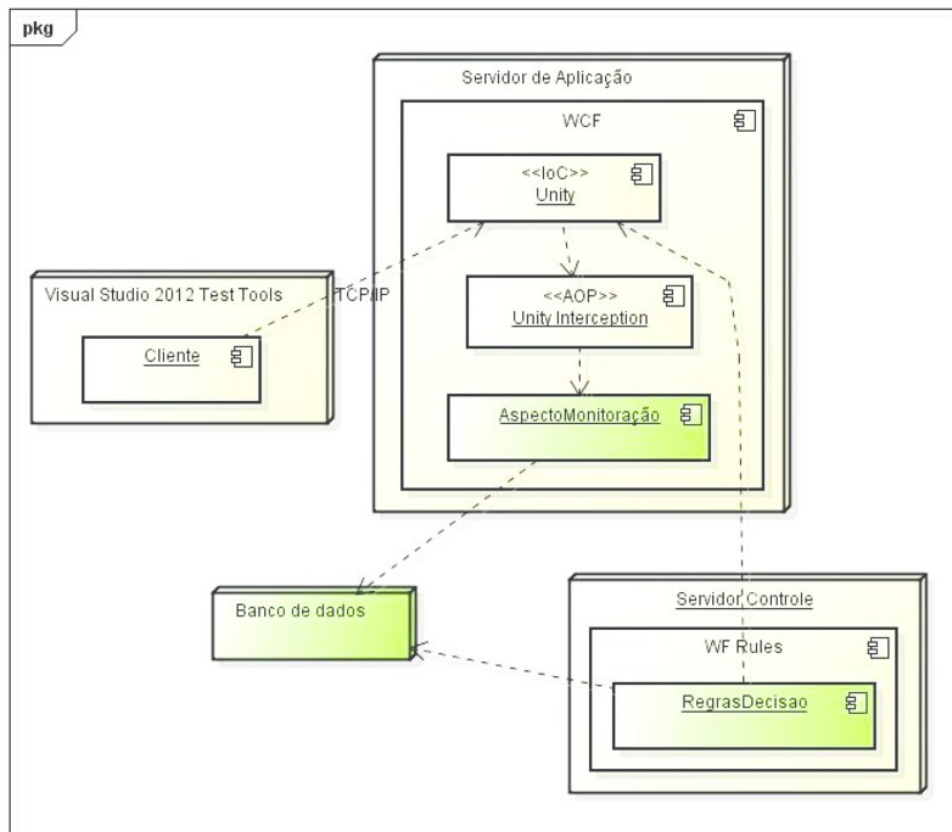 pkg
Servidor de Aplicação
WCF
<<IoC>>
Unity
Visual Studio 2012 Test Tools
TCP/IP
<<AOP>>
Unity Interception
Cliente
AspectoMonitoração
Banco de dados
Servidor Controle
WF Rules
RegrasDecisao